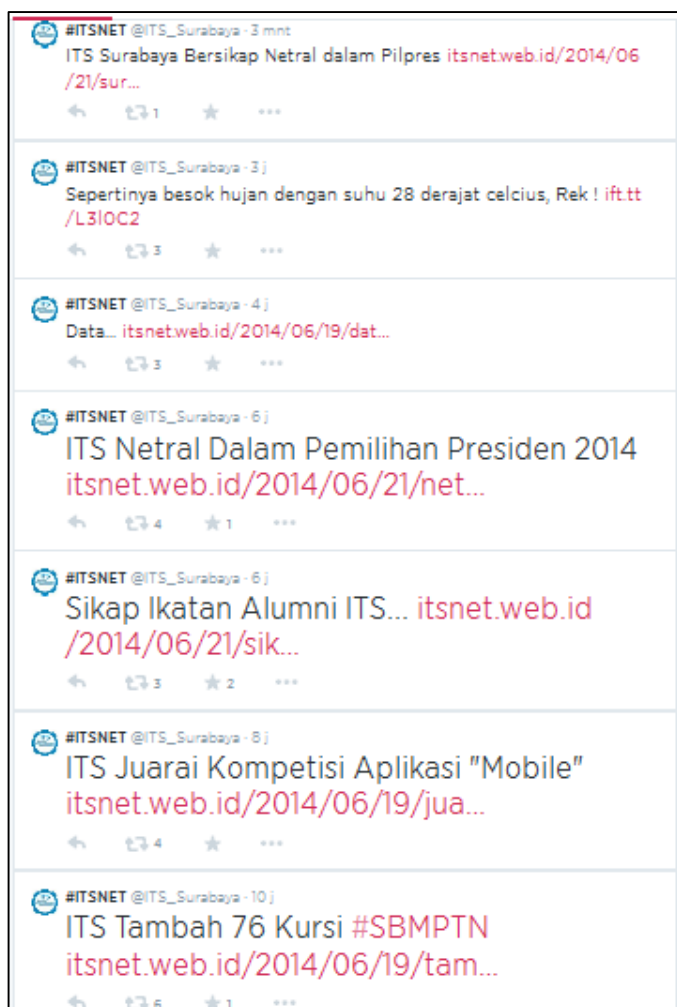 #ITSNET @ITS_Surabaya · 3 mnt
ITS Surabaya Bersikap Netral dalam Pilpres itsnet.web.id/2014/06
/21/sur...
1
#ITSNET @ITS_Surabaya · 3 j
Sepertinya besok hujan dengan suhu 28 derajat celcius, Rek ! ift.tt
/L3l0C2
3
#ITSNET @ITS_Surabaya · 4 j
Data... itsnet.web.id/2014/06/19/dat...
3
#ITSNET @ITS_Surabaya · 6 j
ITS Netral Dalam Pemilihan Presiden 2014
itsnet.web.id/2014/06/21/net...
4 1
#ITSNET @ITS_Surabaya · 6 j
Sikap Ikatan Alumni ITS... itsnet.web.id
/2014/06/21/sik...
3 2
#ITSNET @ITS_Surabaya · 8 j
ITS Juarai Kompetisi Aplikasi "Mobile"
itsnet.web.id/2014/06/19/jua...
4
#ITSNET @ITS_Surabaya · 10 j
ITS Tambah 76 Kursi #SBMPTN
itsnet.web.id/2014/06/19/tam...
6 1